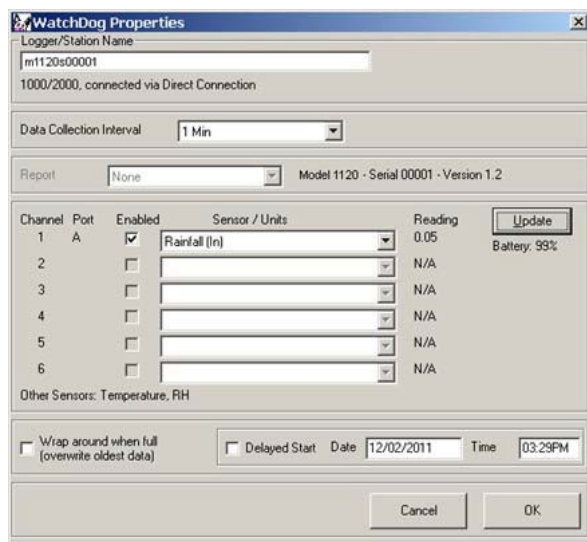 WatchDog Properties
Logger/Station Name
m1120s00001
1000/2000, connected via Direct Connection
Data Collection Interval 1 Min
Report None Model 1120 - Serial 00001 - Version 1.2
Channel Port Enabled Sensor / Units Reading Update
1 A Rainfall (In) 0.05
Battery: 99%
2 N/A
3 N/A
4 N/A
5 N/A
6 N/A
Other Sensors: Temperature, RH
Wrap around when full
(overwrite oldest data)
Delayed Start Date 12/02/2011 Time 03:29PM
Cancel OK